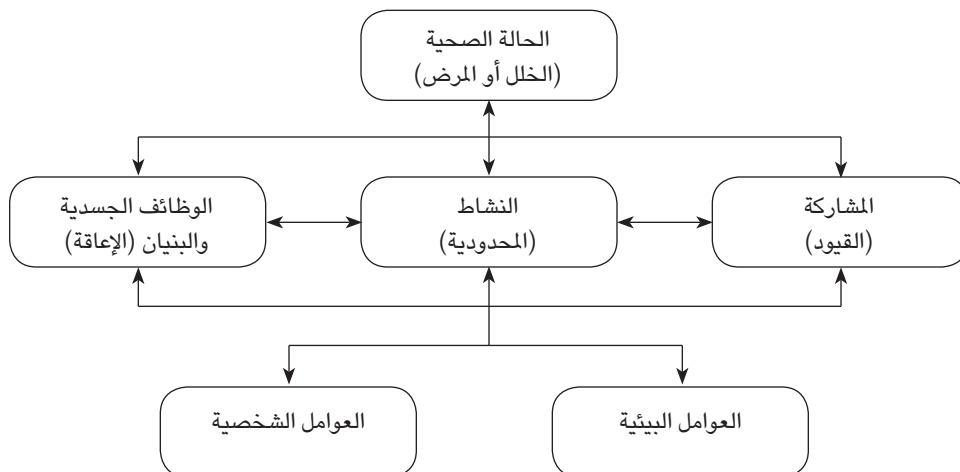 الحالة الصحية
(الخلل أو المرض)
المشاركة
(القيود)
النشاط
(المحدودية)
الوظائف الجسدية
والبنيان (الإعاقة)
العوامل البيئية
العوامل الشخصية